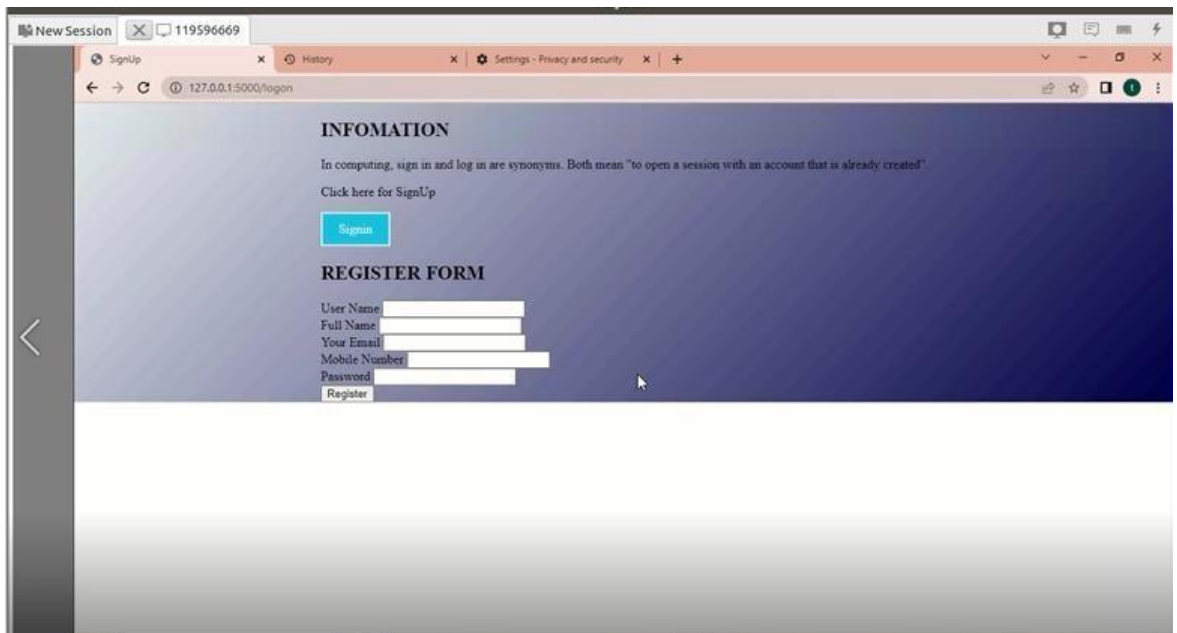 New Session
119596669
SignUp
History
Settings - Privacy and security
127.0.0.1:5000/logon
INFOMATION
In computing, sign in and log in are synonyms. Both mean "to open a session with an account that is already created"
Click here for SignUp
Signin
REGISTER FORM
User Name
Full Name
Your Email
Mobile Number
Password
Register